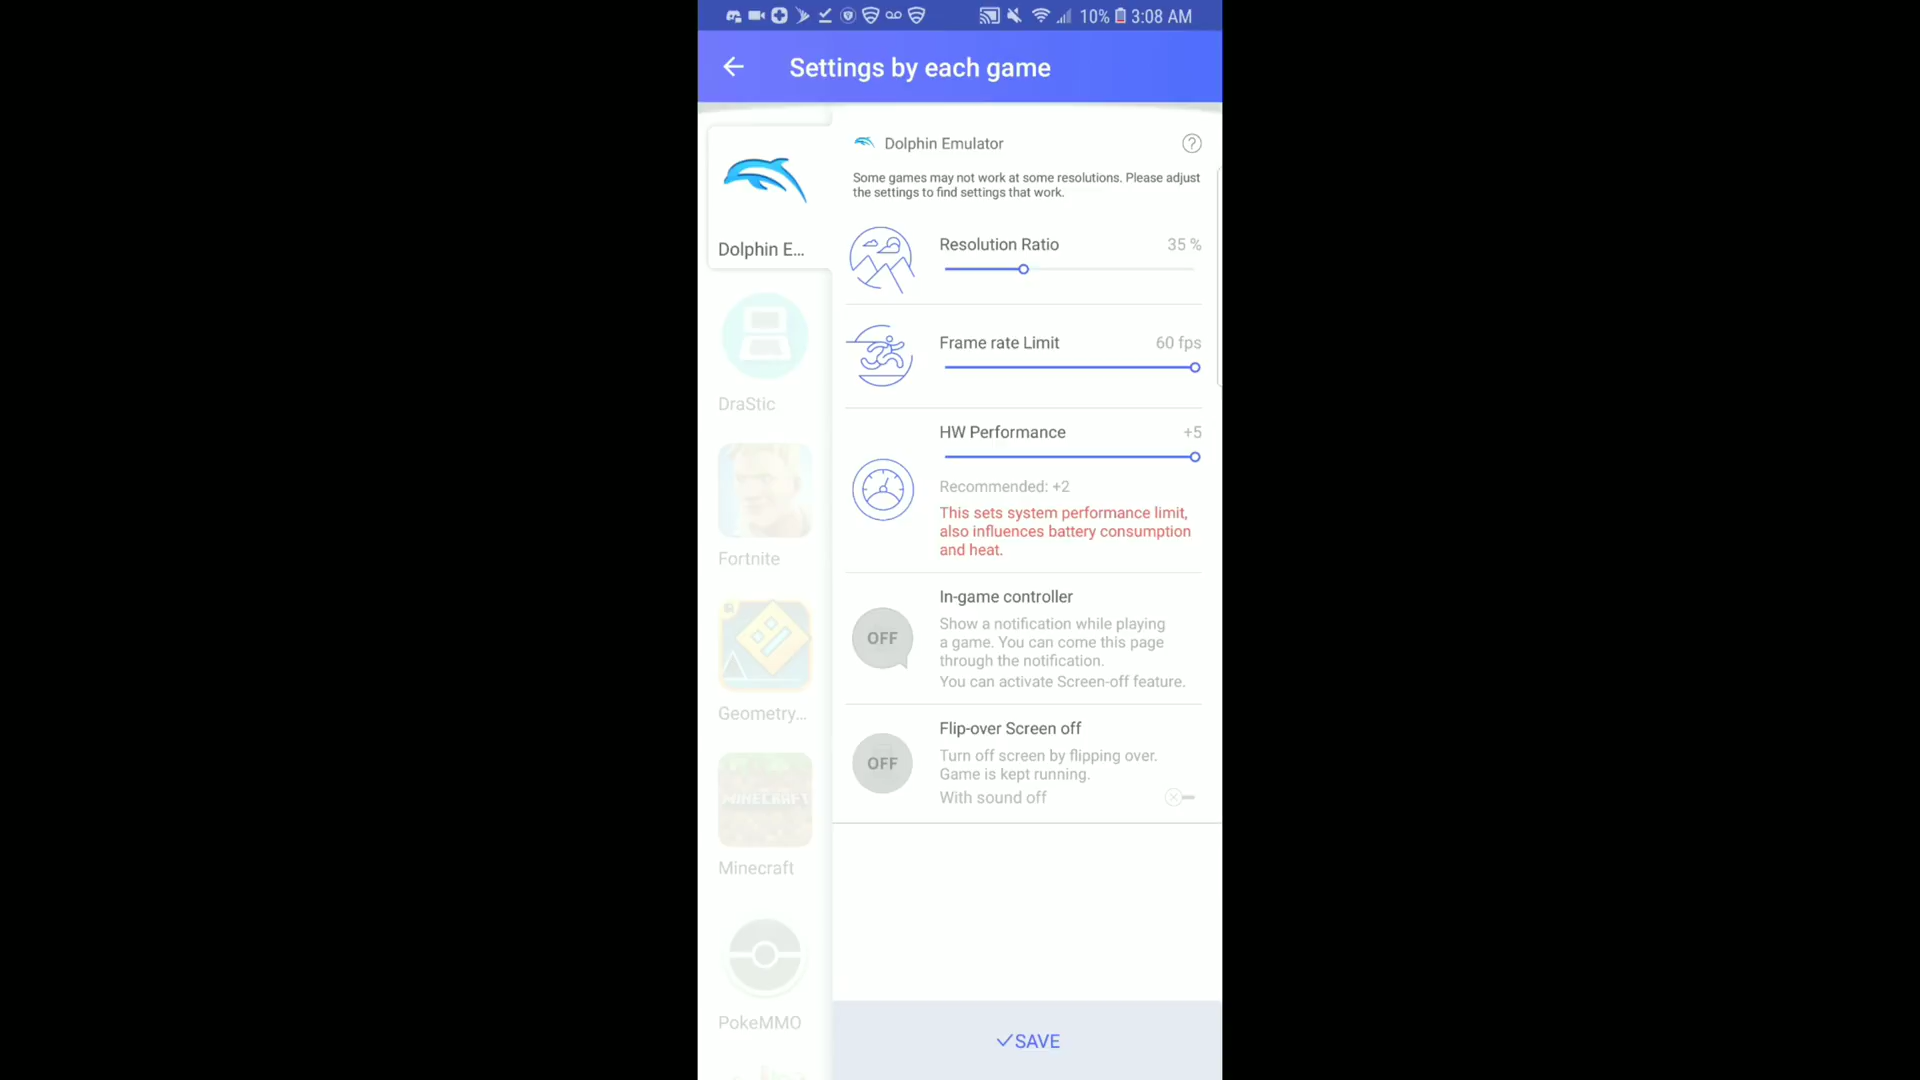 10% 3:08 AM
Settings by each game
Dolphin E...
DraStic
Fortnite
Geometry...
MINECRAFT
Minecraft
PokeMMO
Dolphin Emulator
?
Some games may not work at some resolutions. Please adjust
the settings to find settings that work.
Resolution Ratio 35 %
Frame rate Limit 60 fps
HW Performance +5
Recommended: +2
This sets system performance limit,
also influences battery consumption
and heat.
In-game controller
OFF
Show a notification while playing
a game. You can come this page
through the notification.
You can activate Screen-off feature.
Flip-over Screen off
OFF
Turn off screen by flipping over.
Game is kept running.
With sound off
SAVE